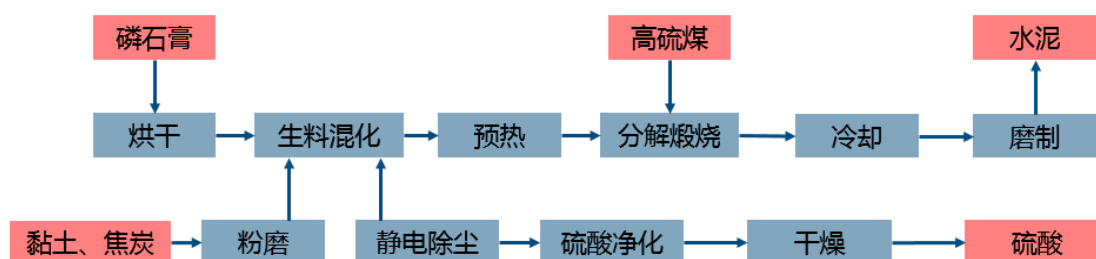 磷石膏
高硫煤
水泥
烘干
生料混化
预热
分解煅烧
冷却
磨制
黏土、焦炭
粉磨
静电除尘
硫酸净化
干燥
硫酸